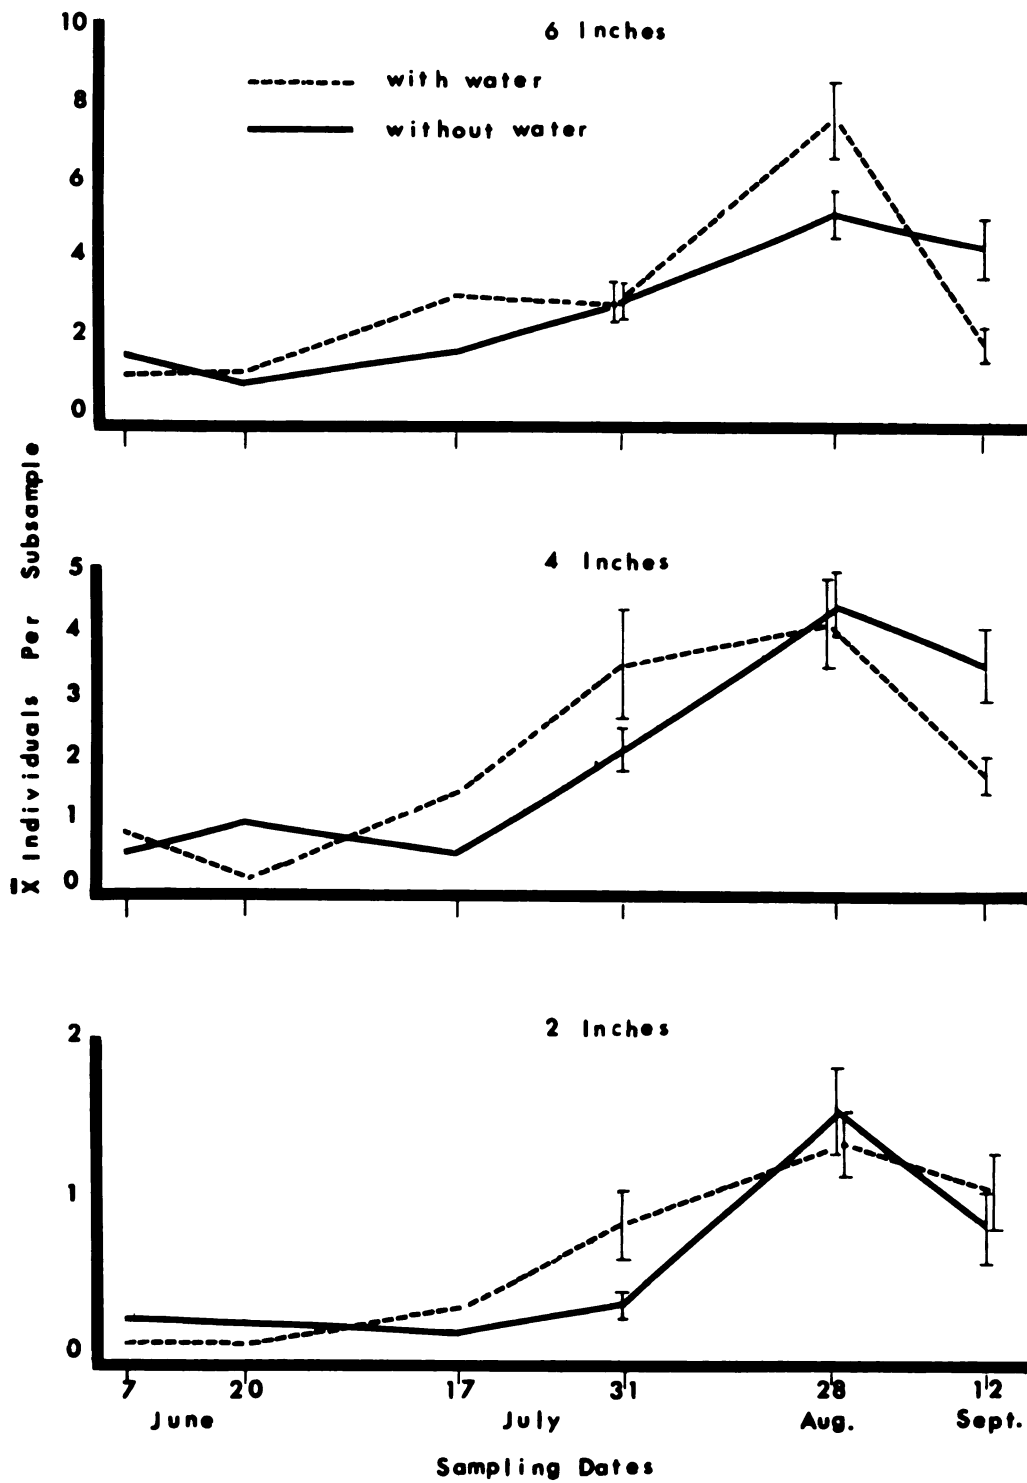 6 Inches
with water
without water
10
8
6
4
2
0
X̄ Individuals Per Subsample
4 Inches
5
4
3
2
1
0
2 Inches
2
1
0
7 20 17 31 28 12
June July Aug. Sept.
Sampling Dates